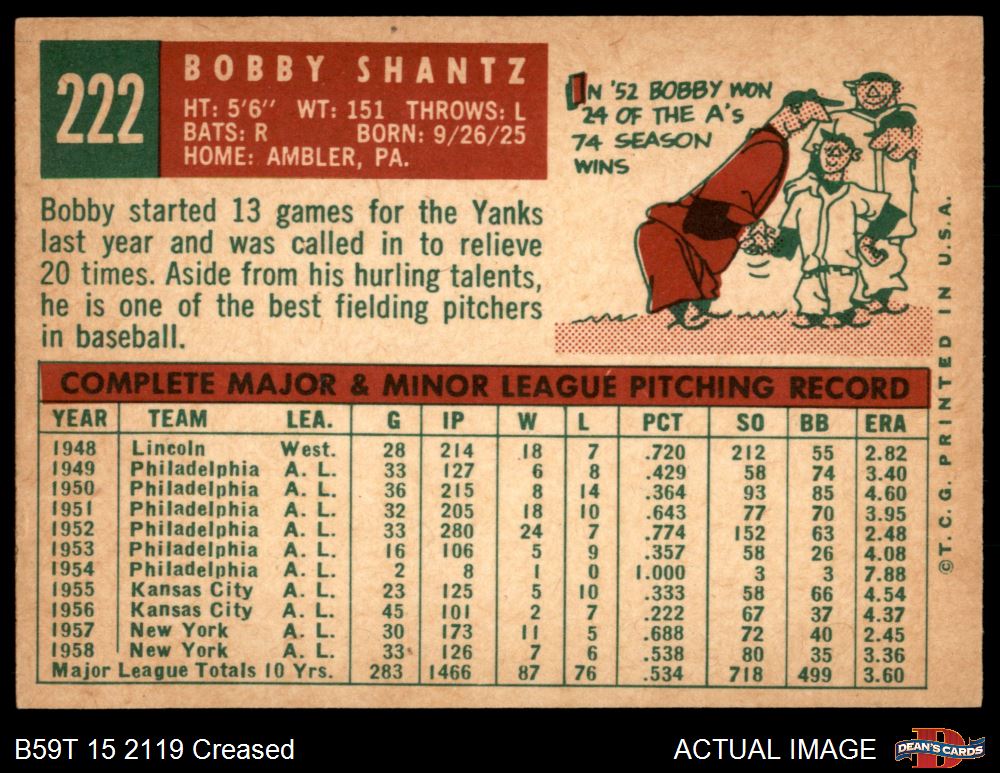 222
BOBBY SHANTZ
HT: 5'6" WT: 151 THROWS: L
BATS: R BORN: 9/26/25
HOME: AMBLER, PA.
IN '52 BOBBY WON
24 OF THE A's
74 SEASON
WINS
Bobby started 13 games for the Yanks
last year and was called in to relieve
20 times. Aside from his hurling talents,
he is one of the best fielding pitchers
in baseball.
COMPLETE MAJOR & MINOR LEAGUE PITCHING RECORD
YEAR TEAM LEA. G IP W L PCT SO BB ERA
1948 Lincoln West. 28 214 18 7 .720 212 55 2.82
1949 Philadelphia A. L. 33 127 6 8 .429 58 74 3.40
1950 Philadelphia A. L. 36 215 8 14 .364 93 85 4.60
1951 Philadelphia A. L. 32 205 18 10 .643 77 70 3.95
1952 Philadelphia A. L. 33 280 24 7 .774 152 63 2.48
1953 Philadelphia A. L. 16 106 5 9 .357 58 26 4.08
1954 Philadelphia A. L. 2 8 1 0 1.000 3 3 7.88
1955 Kansas City A. L. 23 125 5 10 .333 58 66 4.54
1956 Kansas City A. L. 45 101 2 7 .222 67 37 4.37
1957 New York A. L. 30 173 11 5 .688 72 40 2.45
1958 New York A. L. 33 126 7 6 .538 80 35 3.36
Major League Totals 10 Yrs. 283 1466 87 76 .534 718 499 3.60
©T. C. G. PRINTED IN U.S.A.
B59T 15 2119 Creased
ACTUAL IMAGE
D
DEAN'S CARDS